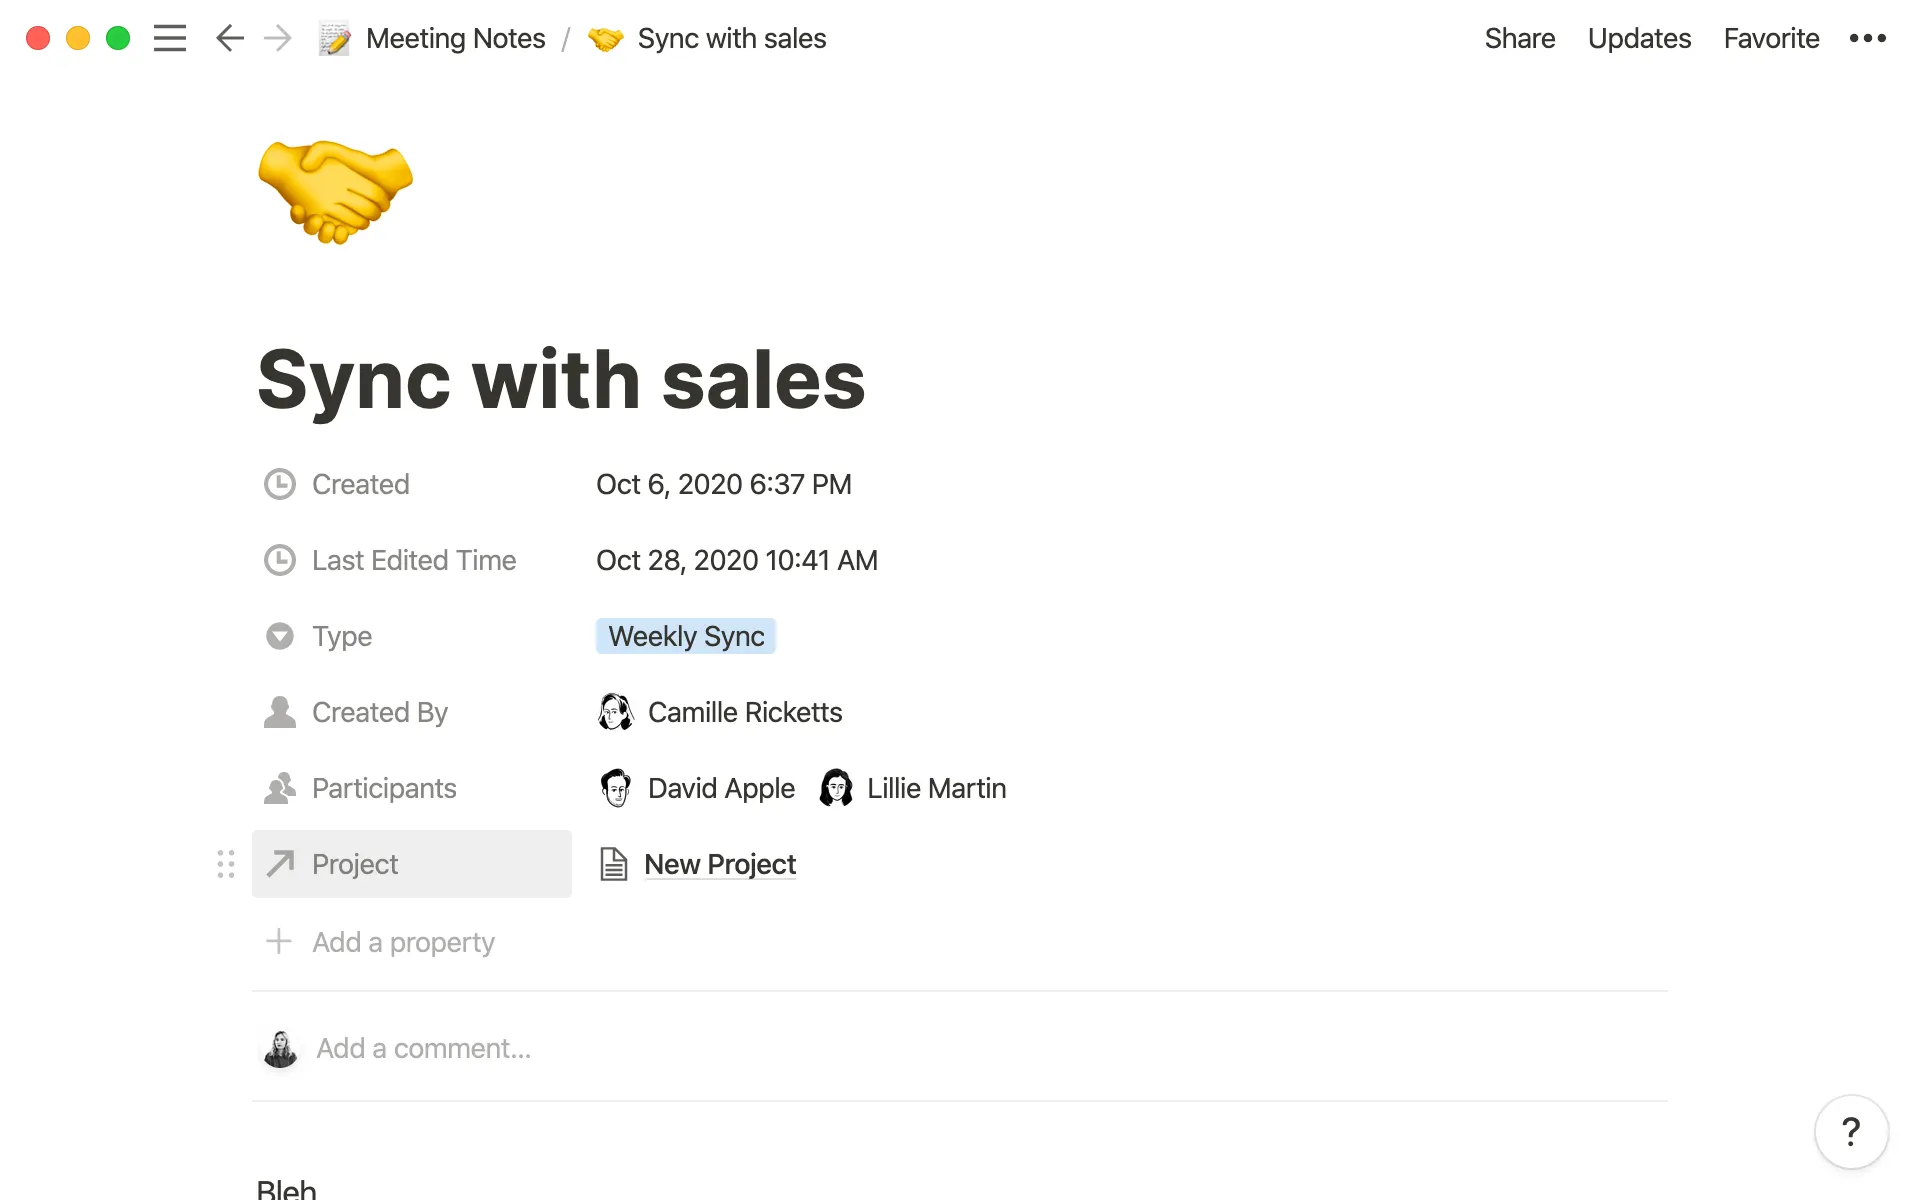 Meeting Notes / Sync with sales
Share Updates Favorite
Sync with sales
Created Oct 6, 2020 6:37 PM
Last Edited Time Oct 28, 2020 10:41 AM
Type Weekly Sync
Created By Camille Ricketts
Participants David Apple Lillie Martin
Project New Project
Add a property
Add a comment...
?
Bleh